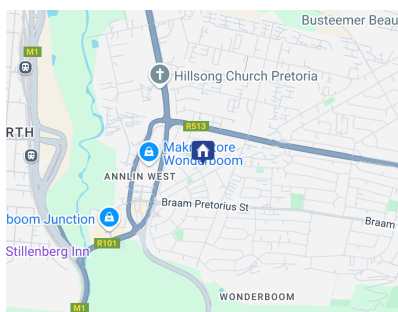 Busteemer Beau
M1
Hillsong Church Pretoria
R513
RTH
Makro Store
Wonderboom
ANNLIN WEST
Braam Pretorius St
boom Junction
Braam
R101
Stillenberg Inn
WONDERBOOM
M1